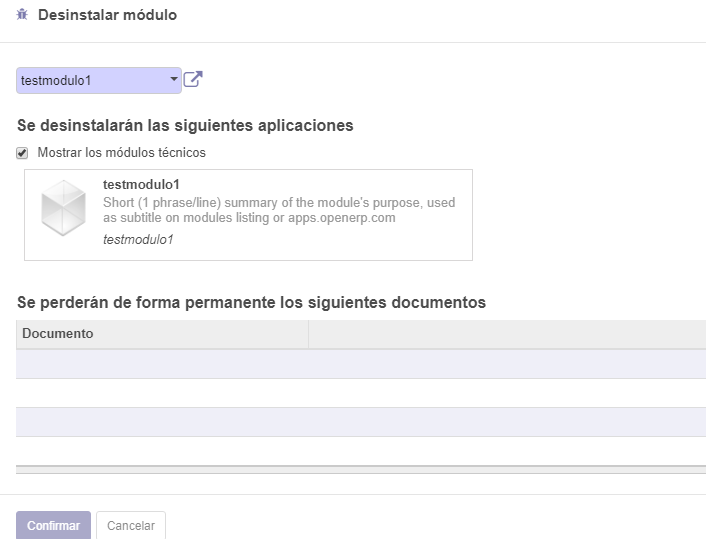 Desinstalar módulo
testmodulo1
Se desinstalarán las siguientes aplicaciones
Mostrar los módulos técnicos
testmodulo1
Short (1 phrase/line) summary of the module's purpose, used
as subtitle on modules listing or apps.openerp.com
testmodulo1
Se perderán de forma permanente los siguientes documentos
Documento
Confirmar Cancelar